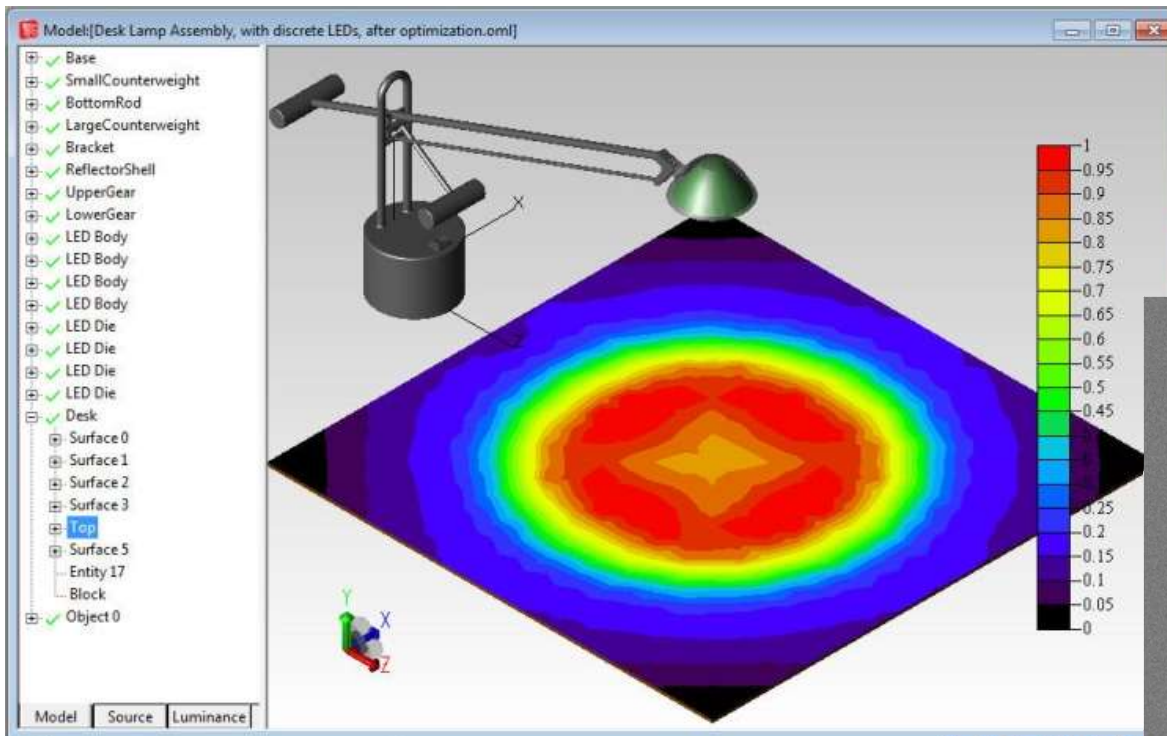 Model:[Desk Lamp Assembly, with discrete LEDs, after optimization.oml]
Base
SmallCounterweight
BottomRod
LargeCounterweight
Bracket
ReflectorShell
UpperGear
LowerGear
LED Body
LED Body
LED Body
LED Body
LED Die
LED Die
LED Die
LED Die
Desk
Surface 0
Surface 1
Surface 2
Surface 3
Top
Surface 5
Entity 17
Block
Object 0
Model
Source
Luminance
X
Y
X
Z
1
0.95
0.9
0.85
0.8
0.75
0.7
0.65
0.6
0.55
0.5
0.45
0.25
0.2
0.15
0.1
0.05
0